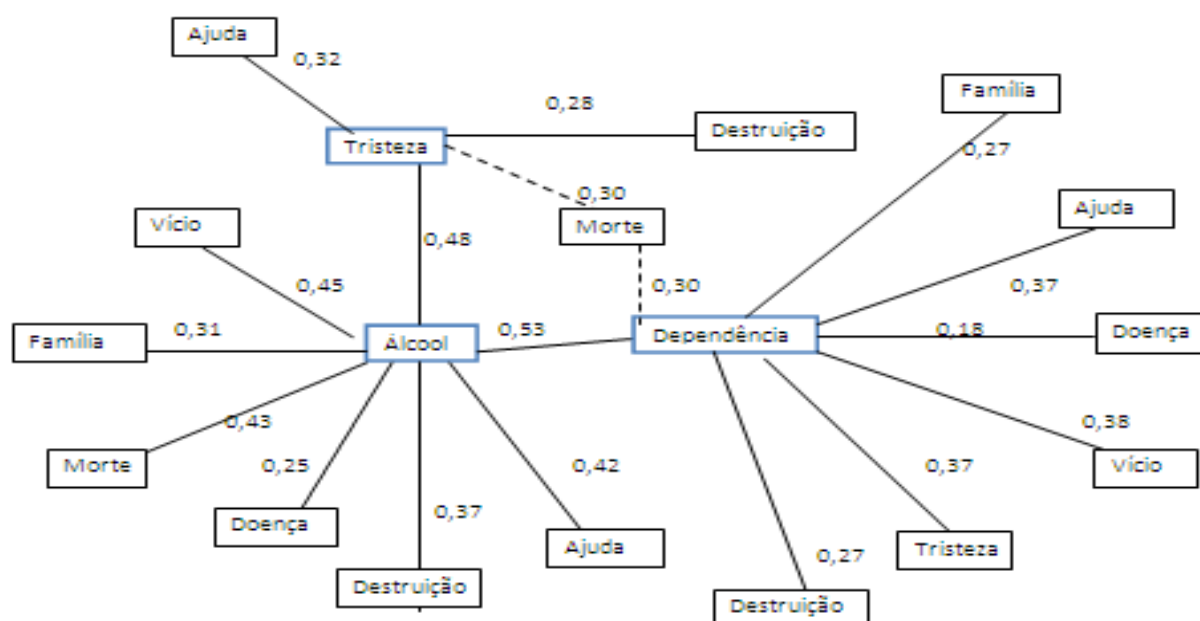 Ajuda
0,32
Família
0,28
Destruição
Tristeza
0,27
0,30
Ajuda
Vício
Morte
0,48
0,45
0,30
0,37
0,31
0,53
0,18
Família
Álcool
Dependência
Doença
0,43
0,38
Morte
0,25
0,42
0,37
Vício
Doença
0,37
Ajuda
Tristeza
0,27
Destruição
Destruição